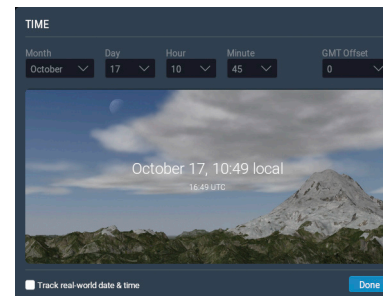 TIME
Month Day Hour Minute GMT Offset
October 17 10 45 0
October 17, 10:49 local
16:49 UTC
Track real-world date & time
Done